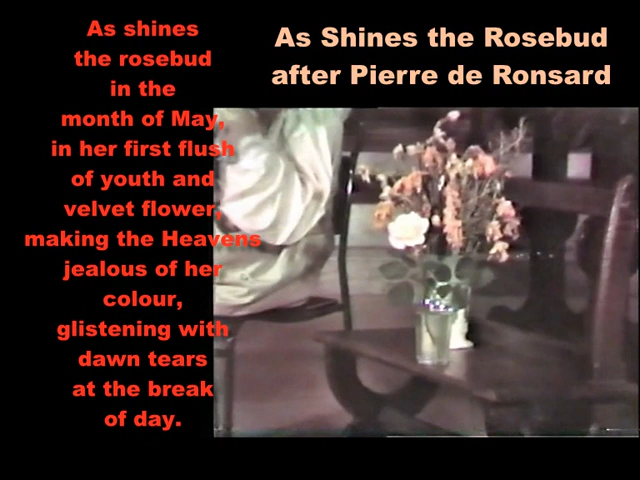 As Shines the Rosebud
after Pierre de Ronsard
As shines
the rosebud
in the
month of May,
in her first flush
of youth and
velvet flower,
making the Heavens
jealous of her
colour,
glistening with
dawn tears
at the break
of day.